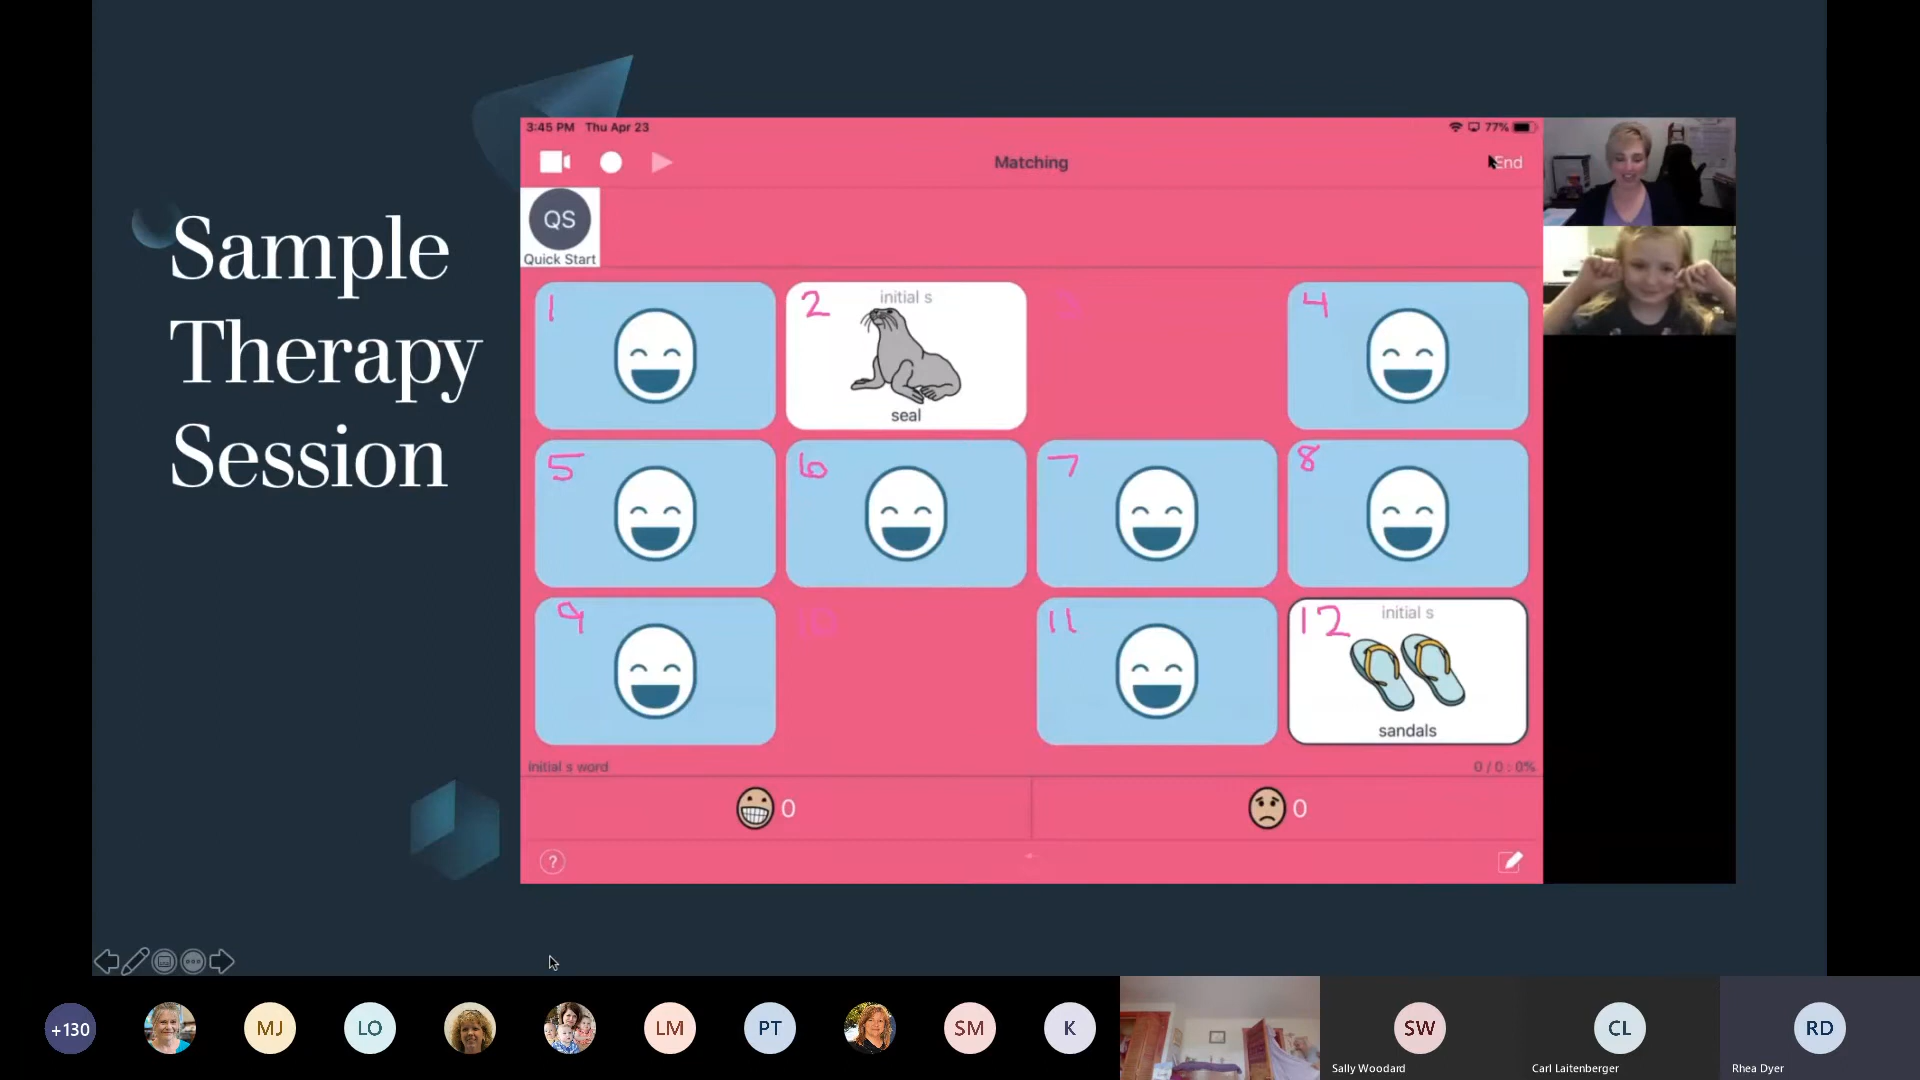 Sample
Therapy
Session
3:45 PM Thu Apr 23
77%
Matching
End
QS
Quick Start
1
2
initial s
seal
3
4
5
6
7
8
9
10
11
12
initial s
sandals
initial s word
0 / 0 : 0%
0
0
?
+130
MJ
LO
LM
PT
SM
K
SW
Sally Woodard
CL
Carl Laitenberger
RD
Rhea Dyer